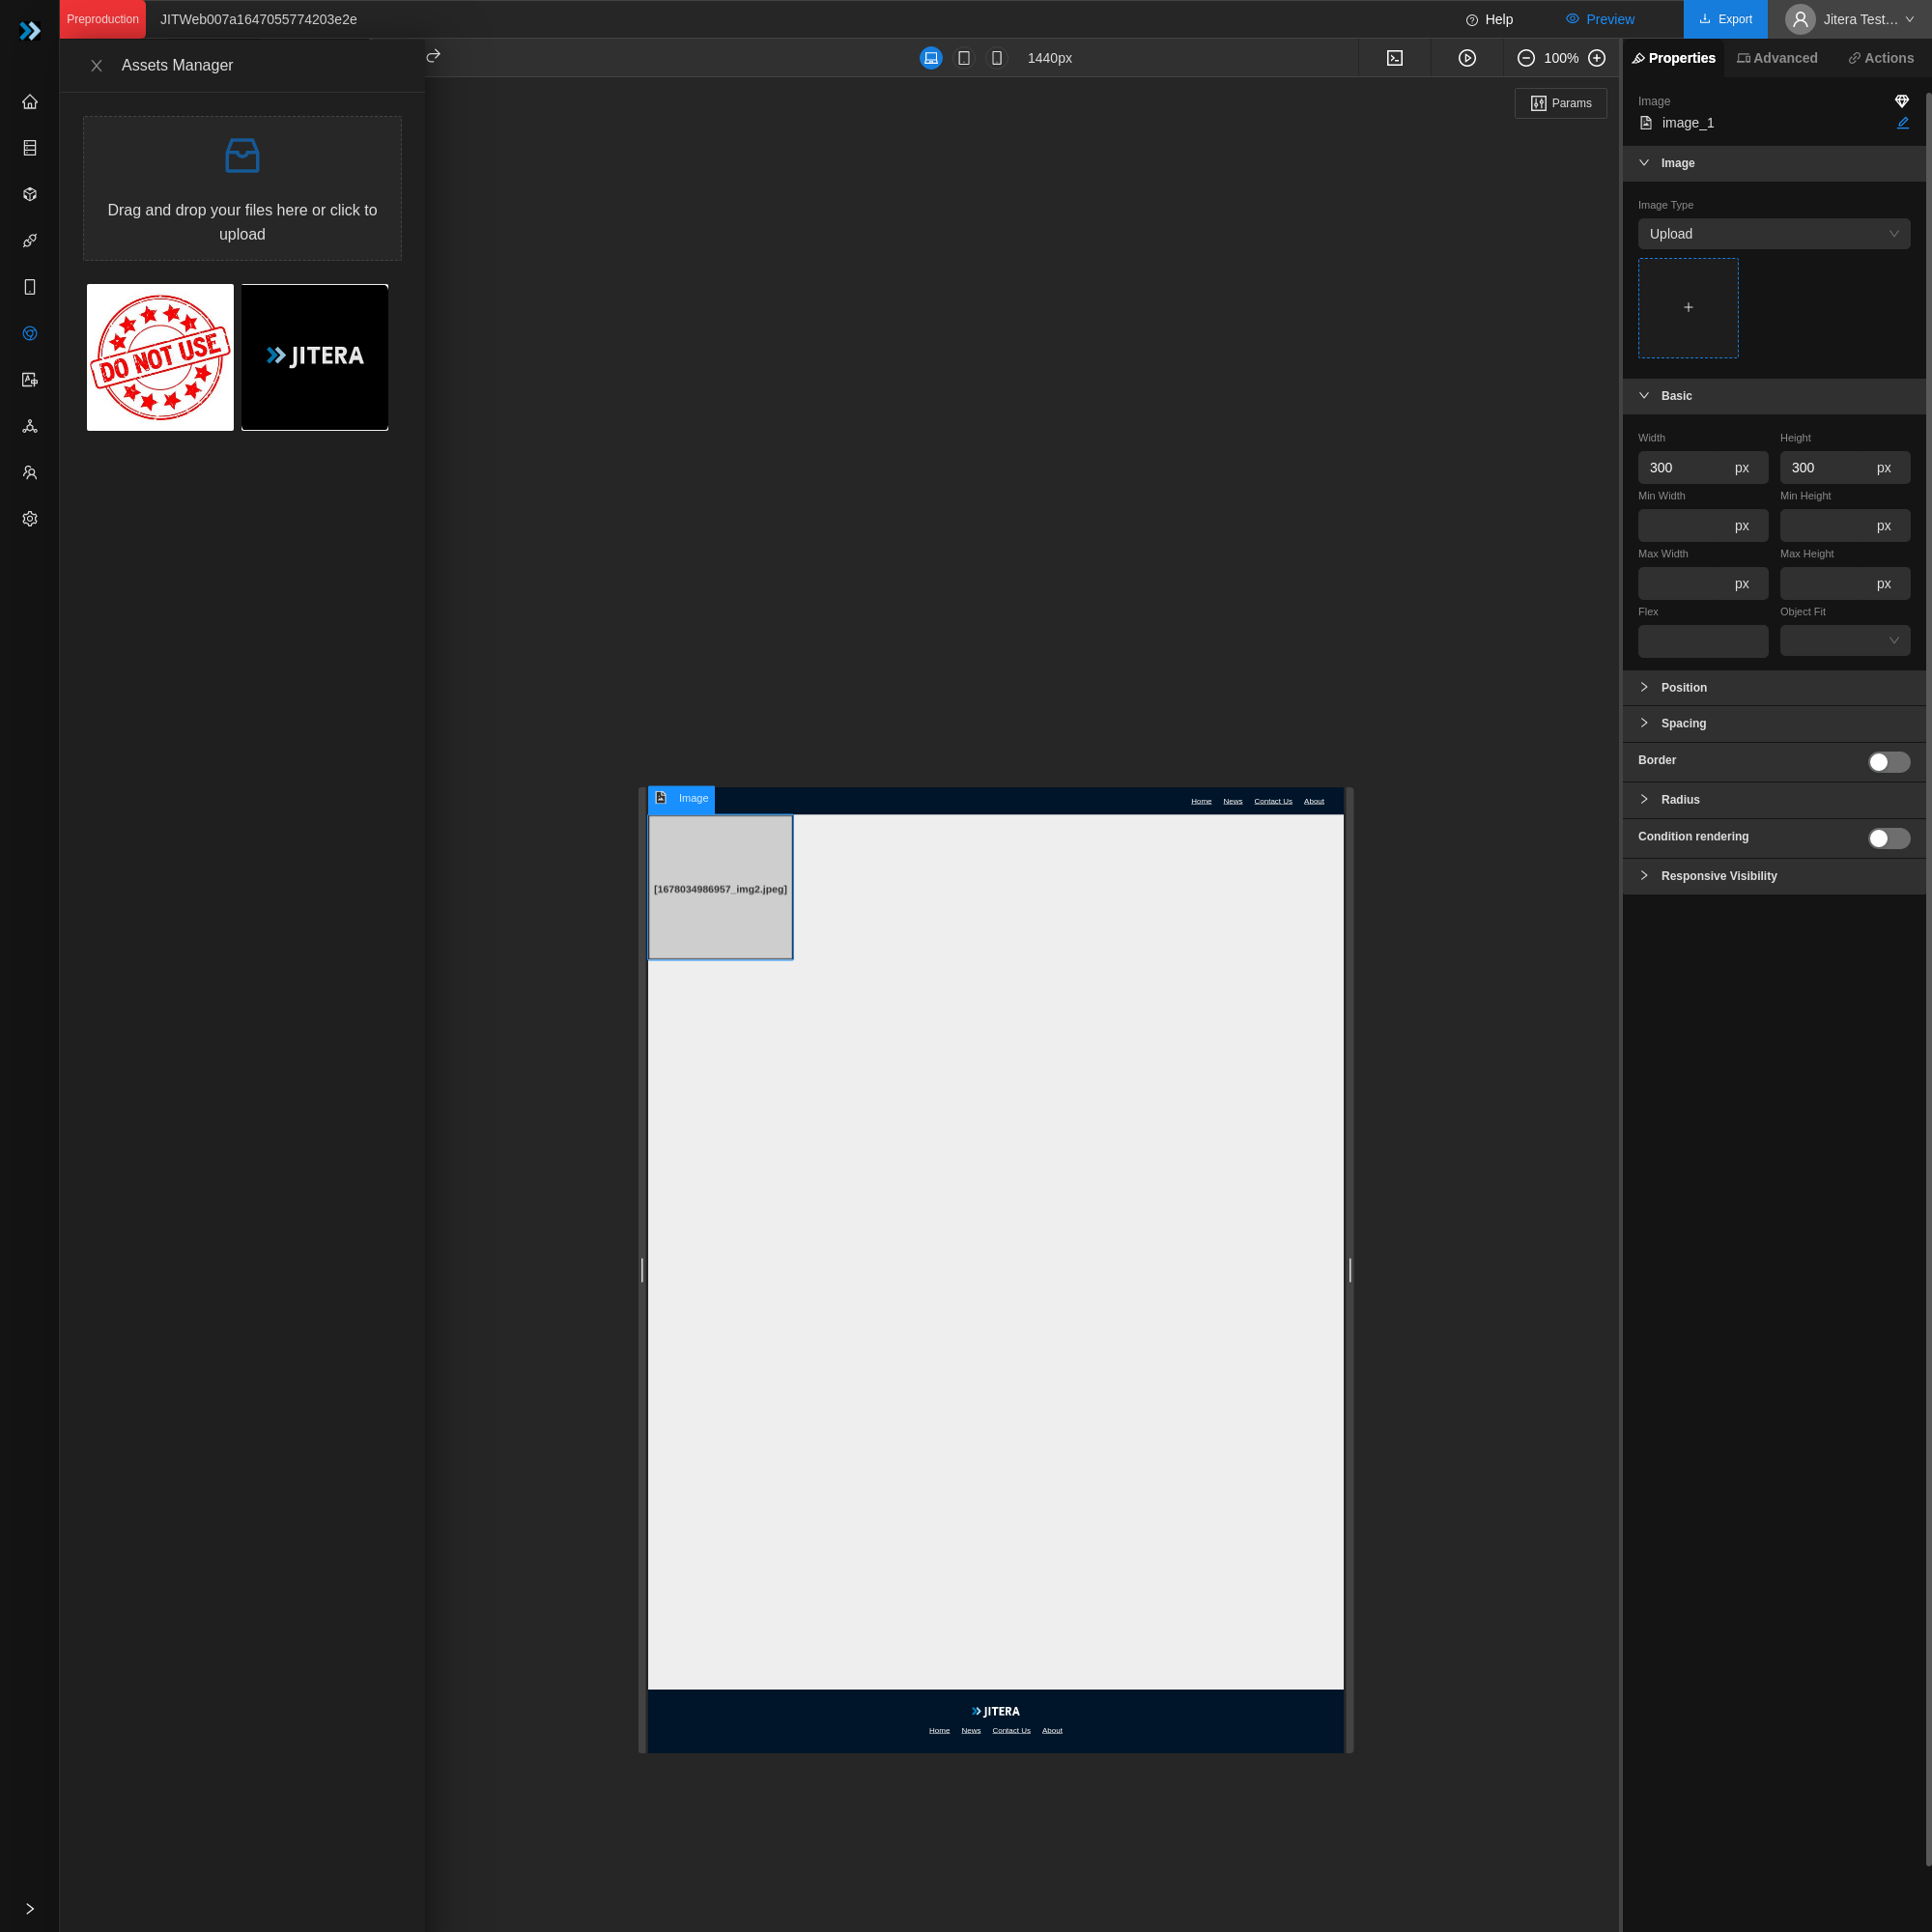 Preproduction
JITWeb007a1647055774203e2e
Help
Preview
Export
Jitera Test...
Assets Manager
1440px
100%
Properties
Advanced
Actions
Params
Drag and drop your files here or click to
upload
DO NOT USE
JITERA
Image
image_1
Image
Image Type
Upload
Basic
Width
Height
300 px
300 px
Min Width
Min Height
px
px
Max Width
Max Height
px
px
Flex
Object Fit
Position
Spacing
Border
Radius
Condition rendering
Responsive Visibility
Image
Home News Contact Us About
[1678034986957_img2.jpeg]
JITERA
Home News Contact Us About